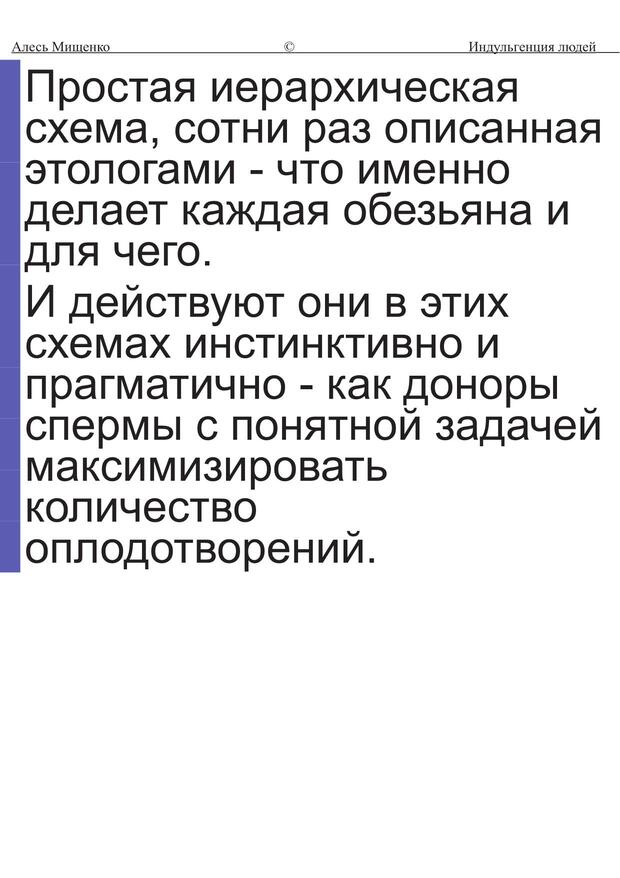 Алесь Мищенко © Индульгенция людей
Простая иерархическая
схема, сотни раз описанная
этологами - что именно
делает каждая обезьяна и
для чего.
И действуют они в этих
схемах инстинктивно и
прагматично - как доноры
спермы с понятной задачей
максимизировать
количество
оплодотворений.